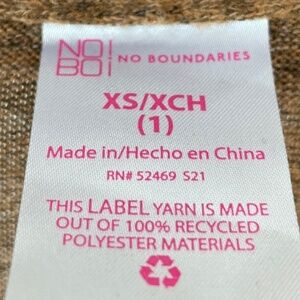 NO!
BO! NO BOUNDARIES
XS/XCH
(1)
Made in/Hecho en China
RN# 52469 S21
THIS LABEL YARN IS MADE
OUT OF 100% RECYCLED
POLYESTER MATERIALS